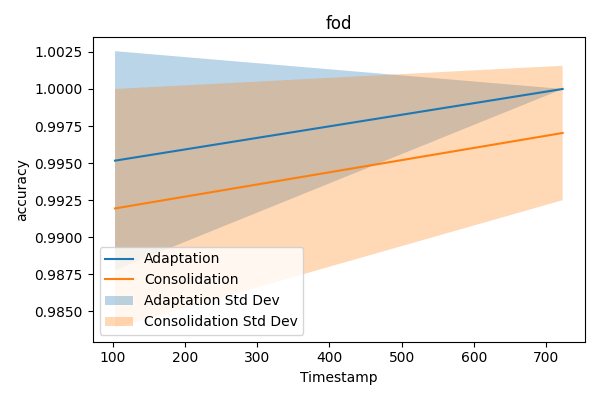 fod
1.0025
1.0000
0.9975
0.9950
0.9925
0.9900
0.9875
0.9850
accuracy
Adaptation
Consolidation
Adaptation Std Dev
Consolidation Std Dev
100 200 300 400 500 600 700
Timestamp